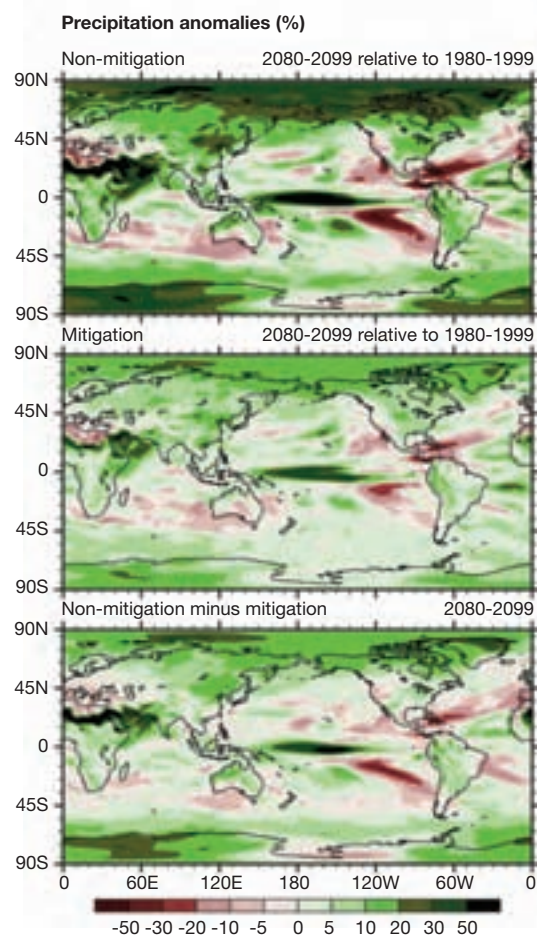 Precipitation anomalies (%)
Non-mitigation 2080-2099 relative to 1980-1999
90N
45N
0
45S
90S
Mitigation 2080-2099 relative to 1980-1999
90N
45N
0
45S
90S
Non-mitigation minus mitigation 2080-2099
90N
45N
0
45S
90S
0 60E 120E 180 120W 60W 0
-50 -30 -20 -10 -5 0 5 10 20 30 50